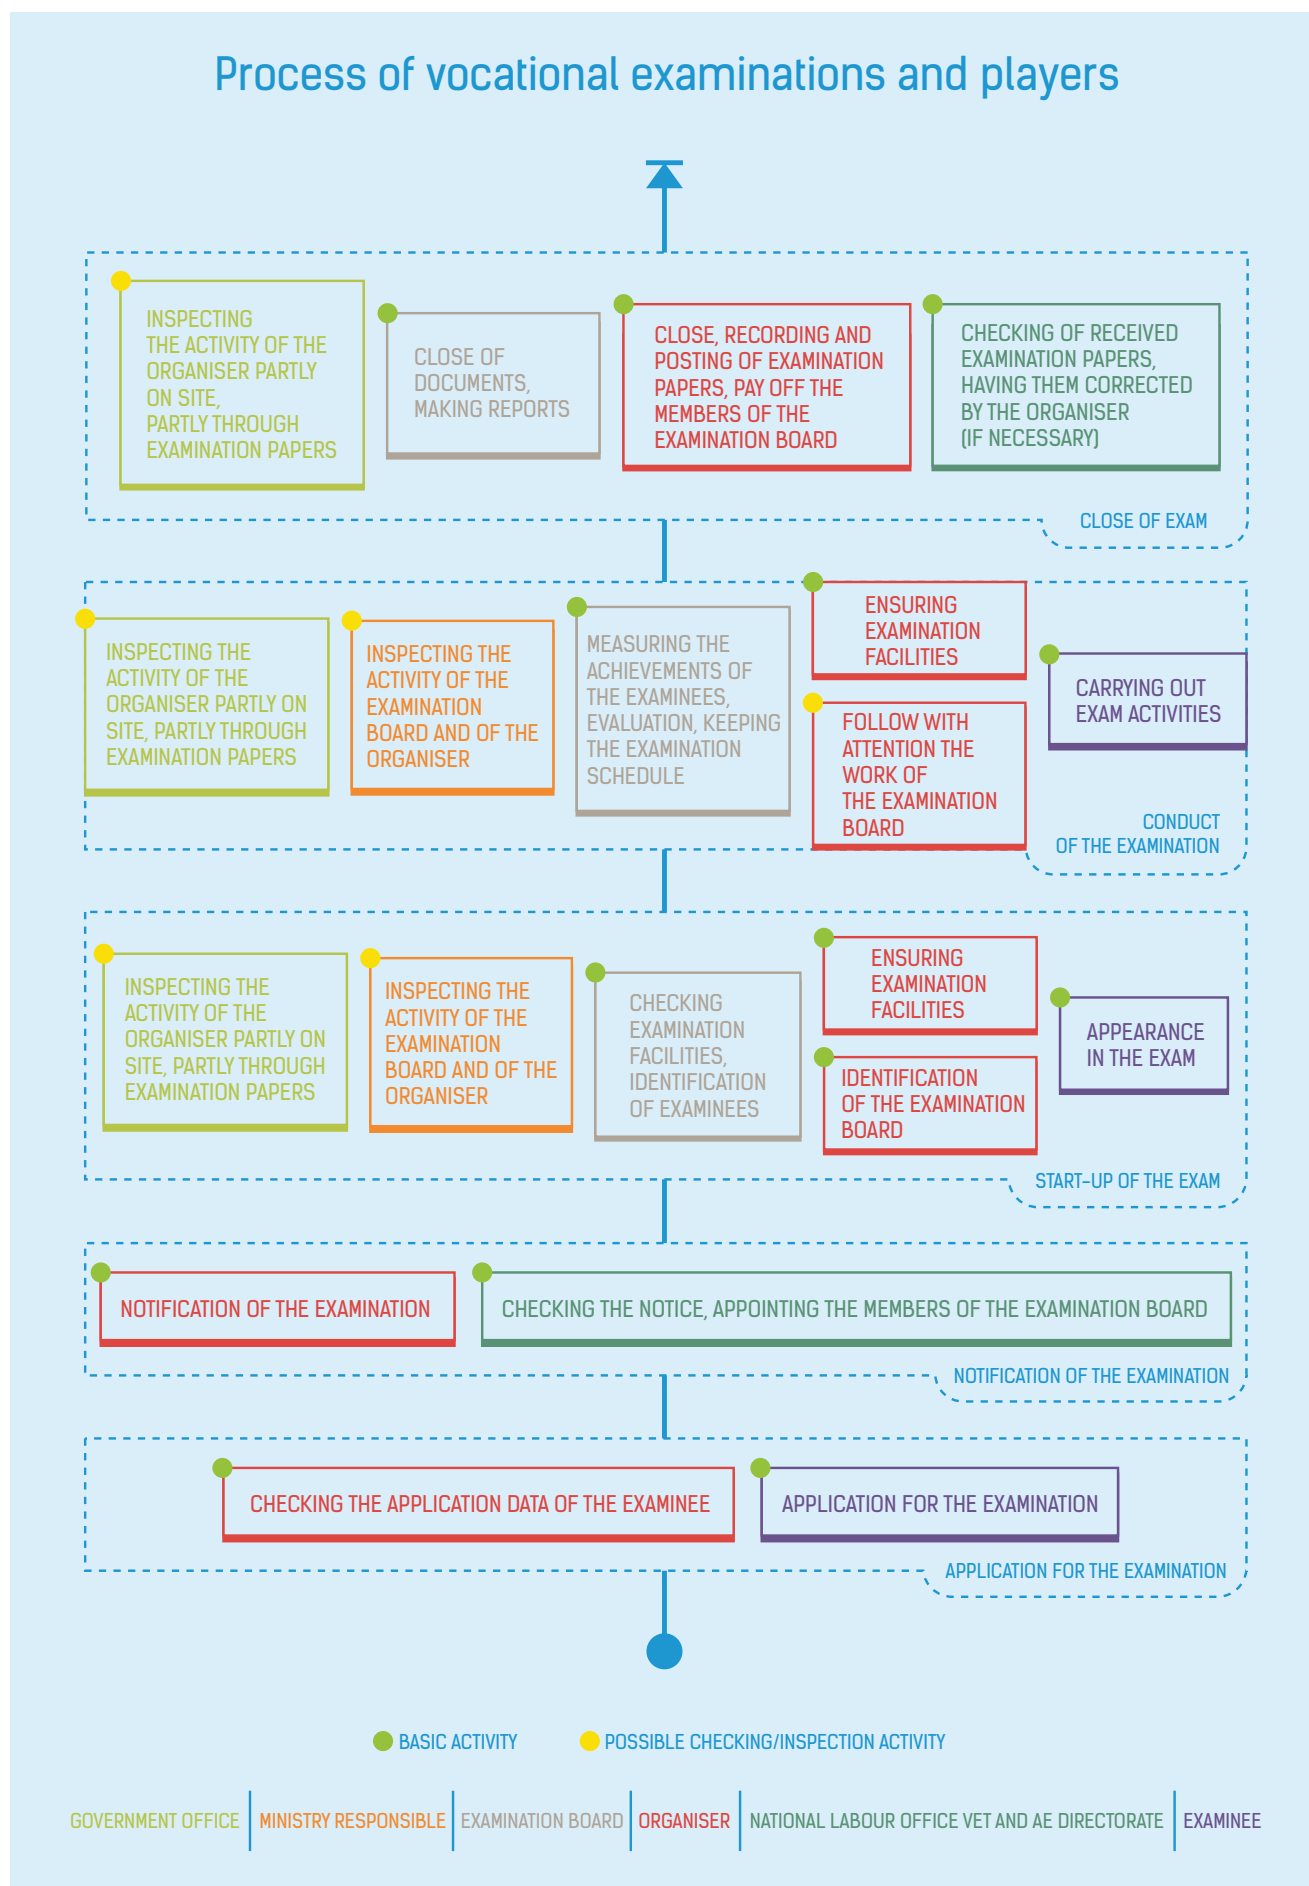 Process of vocational examinations and players
INSPECTING
THE ACTIVITY OF THE
ORGANISER PARTLY
ON SITE,
PARTLY THROUGH
EXAMINATION PAPERS
CLOSE OF
DOCUMENTS,
MAKING REPORTS
CLOSE, RECORDING AND
POSTING OF EXAMINATION
PAPERS, PAY OFF THE
MEMBERS OF THE
EXAMINATION BOARD
CHECKING OF RECEIVED
EXAMINATION PAPERS,
HAVING THEM CORRECTED
BY THE ORGANISER
(IF NECESSARY)
CLOSE OF EXAM
INSPECTING THE
ACTIVITY OF THE
ORGANISER PARTLY ON
SITE, PARTLY THROUGH
EXAMINATION PAPERS
INSPECTING THE
ACTIVITY OF THE
EXAMINATION
BOARD AND OF THE
ORGANISER
MEASURING THE
ACHIEVEMENTS OF
THE EXAMINEES,
EVALUATION, KEEPING
THE EXAMINATION
SCHEDULE
ENSURING
EXAMINATION
FACILITIES
FOLLOW WITH
ATTENTION THE
WORK OF
THE EXAMINATION
BOARD
CARRYING OUT
EXAM ACTIVITIES
CONDUCT
OF THE EXAMINATION
INSPECTING THE
ACTIVITY OF THE
ORGANISER PARTLY ON
SITE, PARTLY THROUGH
EXAMINATION PAPERS
INSPECTING THE
ACTIVITY OF THE
EXAMINATION
BOARD AND OF THE
ORGANISER
CHECKING
EXAMINATION
FACILITIES,
IDENTIFICATION
OF EXAMINEES
ENSURING
EXAMINATION
FACILITIES
IDENTIFICATION
OF THE EXAMINATION
BOARD
APPEARANCE
IN THE EXAM
START-UP OF THE EXAM
NOTIFICATION OF THE EXAMINATION
CHECKING THE NOTICE, APPOINTING THE MEMBERS OF THE EXAMINATION BOARD
NOTIFICATION OF THE EXAMINATION
CHECKING THE APPLICATION DATA OF THE EXAMINEE
APPLICATION FOR THE EXAMINATION
APPLICATION FOR THE EXAMINATION
BASIC ACTIVITY
POSSIBLE CHECKING/INSPECTION ACTIVITY
GOVERNMENT OFFICE
MINISTRY RESPONSIBLE
EXAMINATION BOARD
ORGANISER
NATIONAL LABOUR OFFICE VET AND AE DIRECTORATE
EXAMINEE